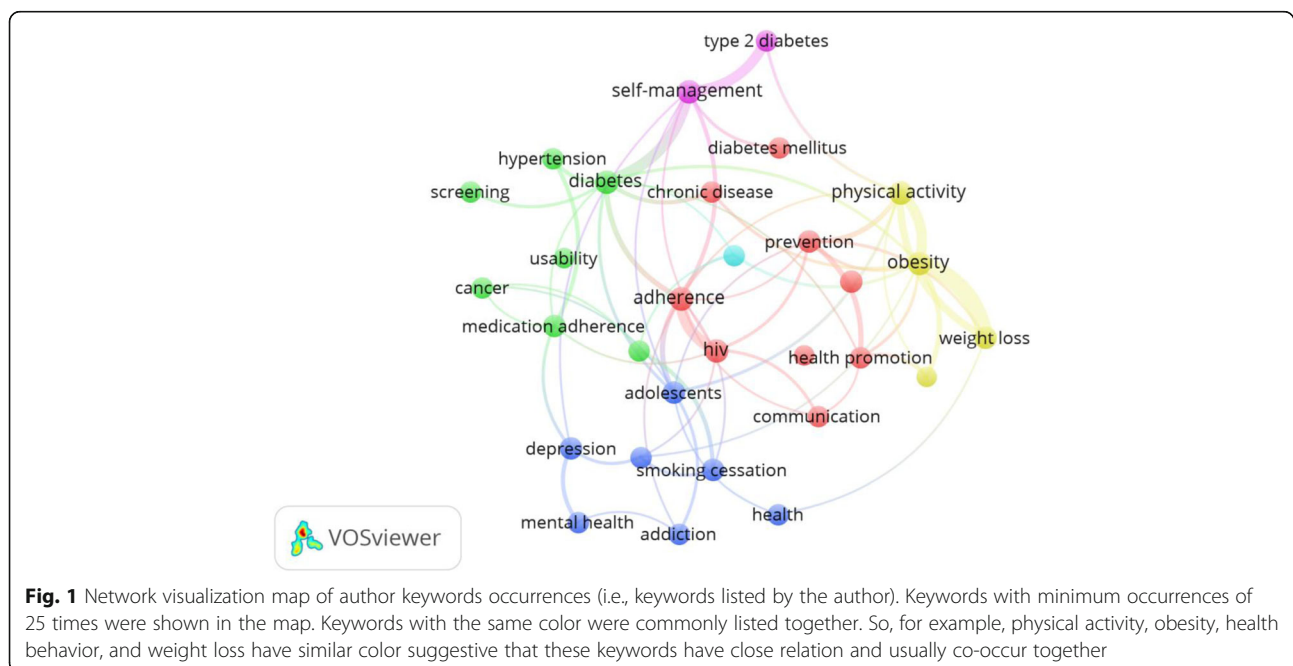 type 2 diabetes
self-management
diabetes mellitus
hypertension
diabetes
screening
chronic disease
physical activity
prevention
usability
obesity
cancer
adherence
medication adherence
hiv
health promotion
weight loss
adolescents
communication
depression
smoking cessation
health
mental health
addiction
VOSviewer
Fig. 1 Network visualization map of author keywords occurrences (i.e., keywords listed by the author). Keywords with minimum occurrences of
25 times were shown in the map. Keywords with the same color were commonly listed together. So, for example, physical activity, obesity, health
behavior, and weight loss have similar color suggestive that these keywords have close relation and usually co-occur together